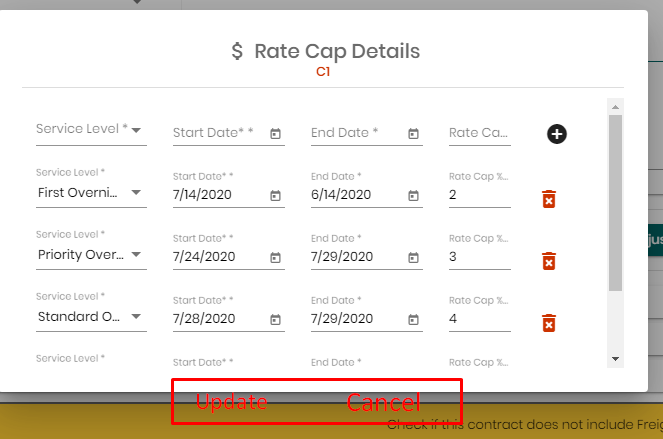 $ Rate Cap Details
C1
Service Level * Start Date* * End Date * Rate Ca...
Service Level * Start Date* * End Date * Rate Cap %...
First Overni... 7/14/2020 6/14/2020 2
Service Level * Start Date* * End Date * Rate Cap %...
Priority Over... 7/24/2020 7/29/2020 3
Service Level * Start Date* * End Date * Rate Cap %...
Standard O... 7/28/2020 7/29/2020 4
Service Level * Start Date* * End Date * Rate Cap %...
Update Cancel
Check if this contract does not include Freig
jus